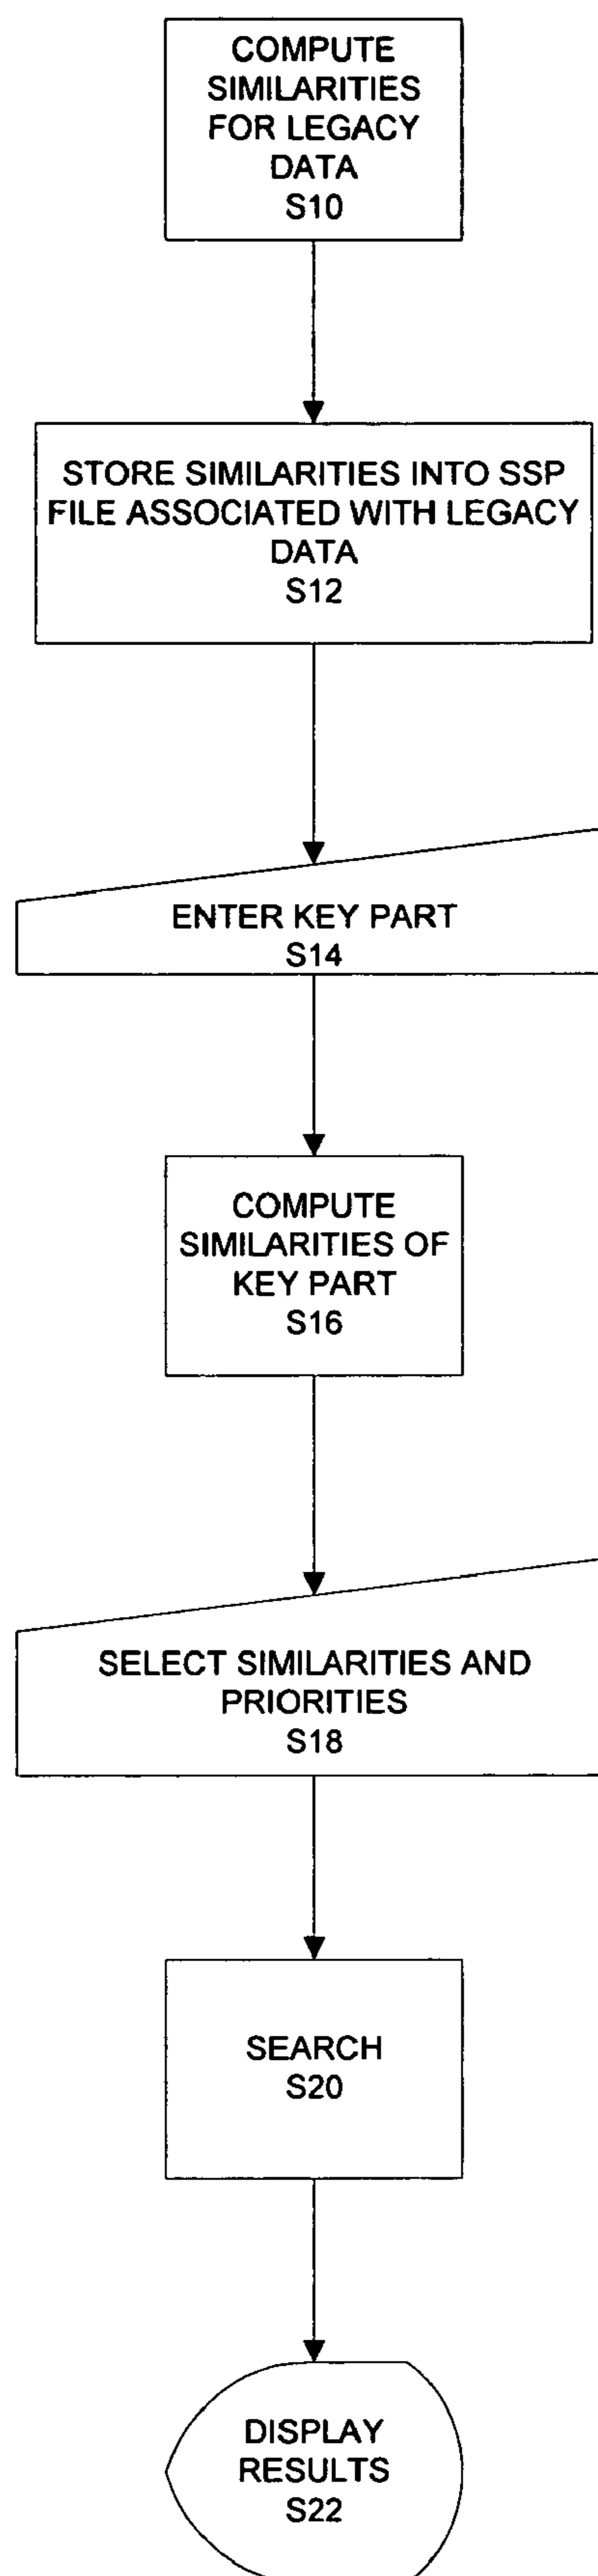 COMPUTE
SIMILARITIES
FOR LEGACY
DATA
S10
STORE SIMILARITIES INTO SSP
FILE ASSOCIATED WITH LEGACY
DATA
S12
ENTER KEY PART
S14
COMPUTE
SIMILARITIES OF
KEY PART
S16
SELECT SIMILARITIES AND
PRIORITIES
S18
SEARCH
S20
DISPLAY
RESULTS
S22